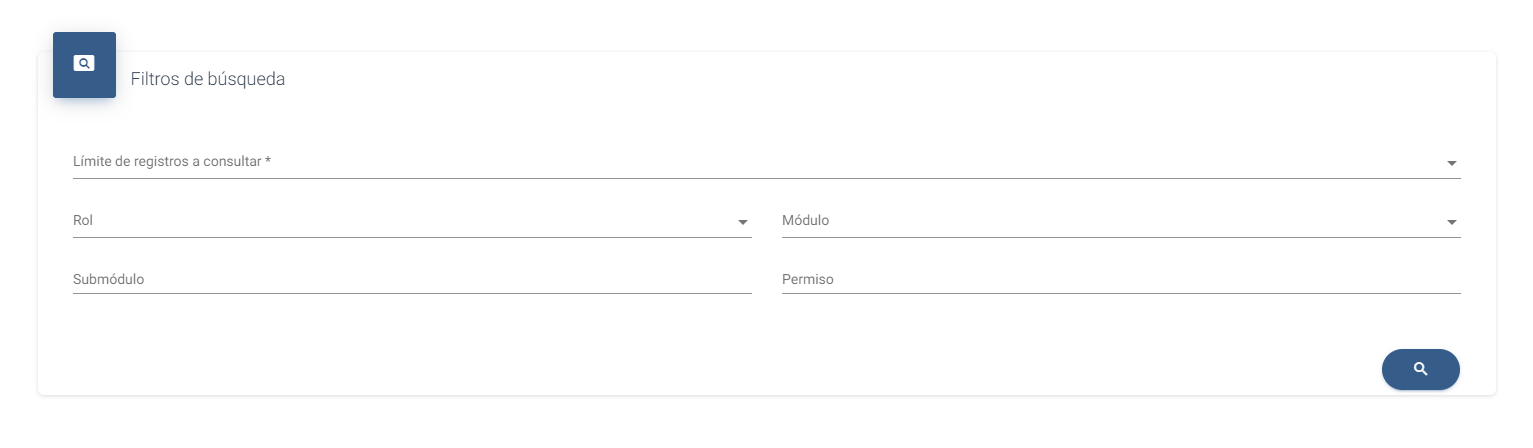 Filtros de búsqueda
Límite de registros a consultar *
Rol
Módulo
Submódulo
Permiso